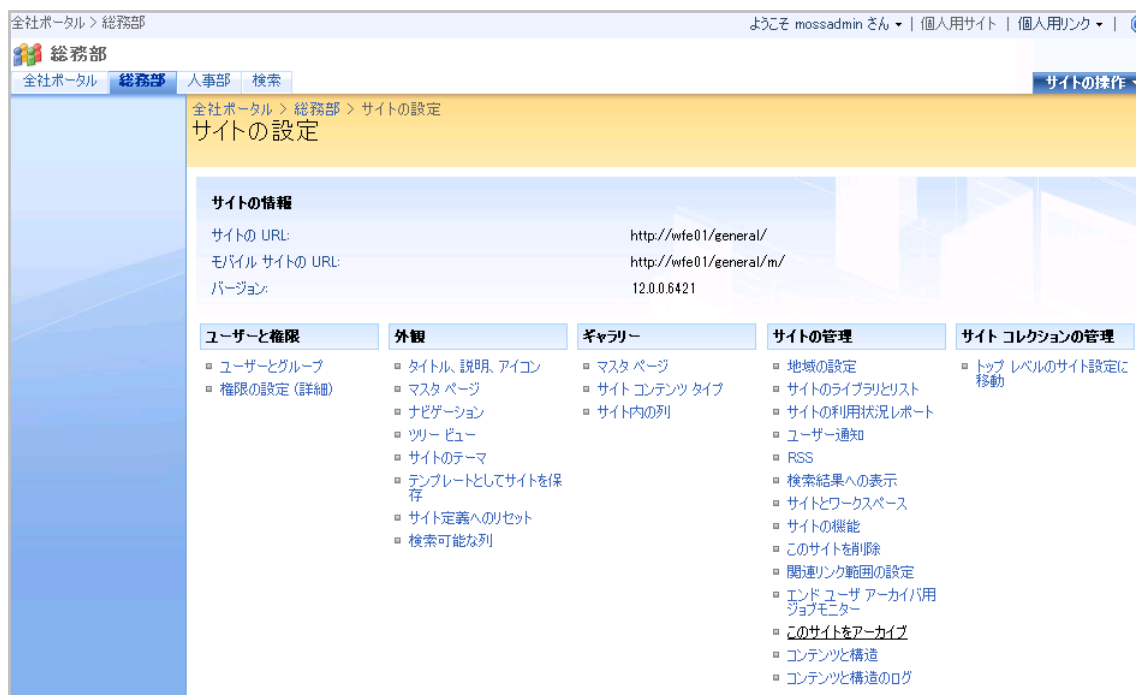 全社ポータル > 総務部
ようこそ mossadmin さん ▾ | 個人用サイト | 個人用リンク ▾ |
総務部
全社ポータル 総務部 人事部 検索
サイトの操作
全社ポータル > 総務部 > サイトの設定
サイトの設定
サイトの情報
サイトの URL: http://wfe01/general/
モバイル サイトの URL: http://wfe01/general/m/
バージョン: 12.0.0.6421
ユーザーと権限
ユーザーとグループ
権限の設定 (詳細)
外観
タイトル、説明、アイコン
マスタ ページ
ナビゲーション
ツリー ビュー
サイトのテーマ
テンプレートとしてサイトを保
存
サイト定義へのリセット
検索可能な列
ギャラリー
マスタ ページ
サイト コンテンツ タイプ
サイト内の列
サイトの管理
地域の設定
サイトのライブラリとリスト
サイトの利用状況レポート
ユーザー通知
RSS
検索結果への表示
サイトとワークスペース
サイトの機能
このサイトを削除
関連リンク範囲の設定
エンド ユーザ アーカイバ用
ジョブモニター
このサイトをアーカイブ
コンテンツと構造
コンテンツと構造のログ
サイト コレクションの管理
トップ レベルのサイト設定に
移動